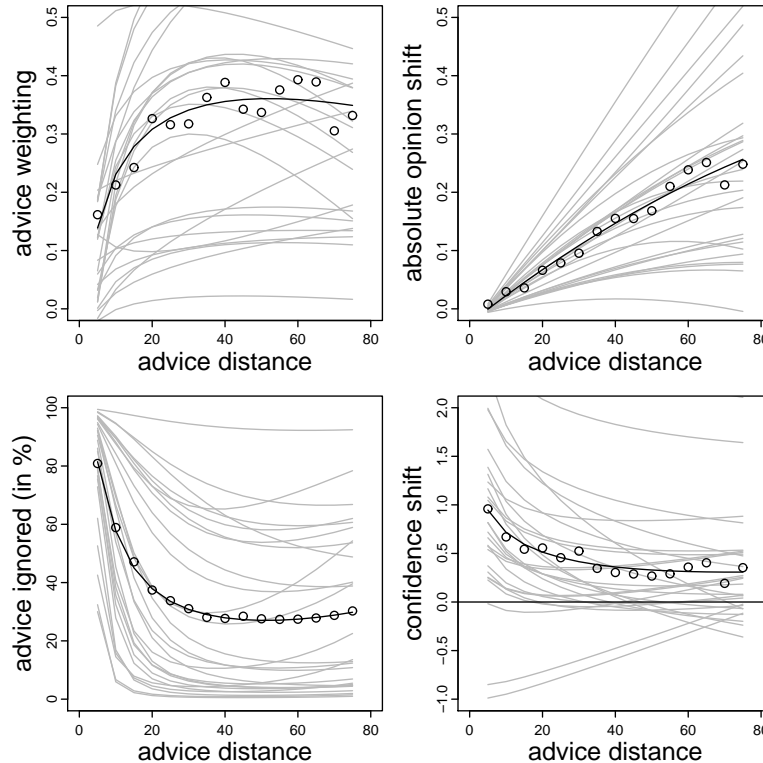 0.0 0.1 0.2 0.3 0.4 0.5
advice weighting
0 20 40 60 80
advice distance
0.0 0.1 0.2 0.3 0.4 0.5
absolute opinion shift
0 20 40 60 80
advice distance
0 20 40 60 80 100
advice ignored (in %)
0 20 40 60 80
advice distance
−1.0 −0.5 0.0 0.5 1.0 1.5 2.0
confidence shift
0 20 40 60 80
advice distance